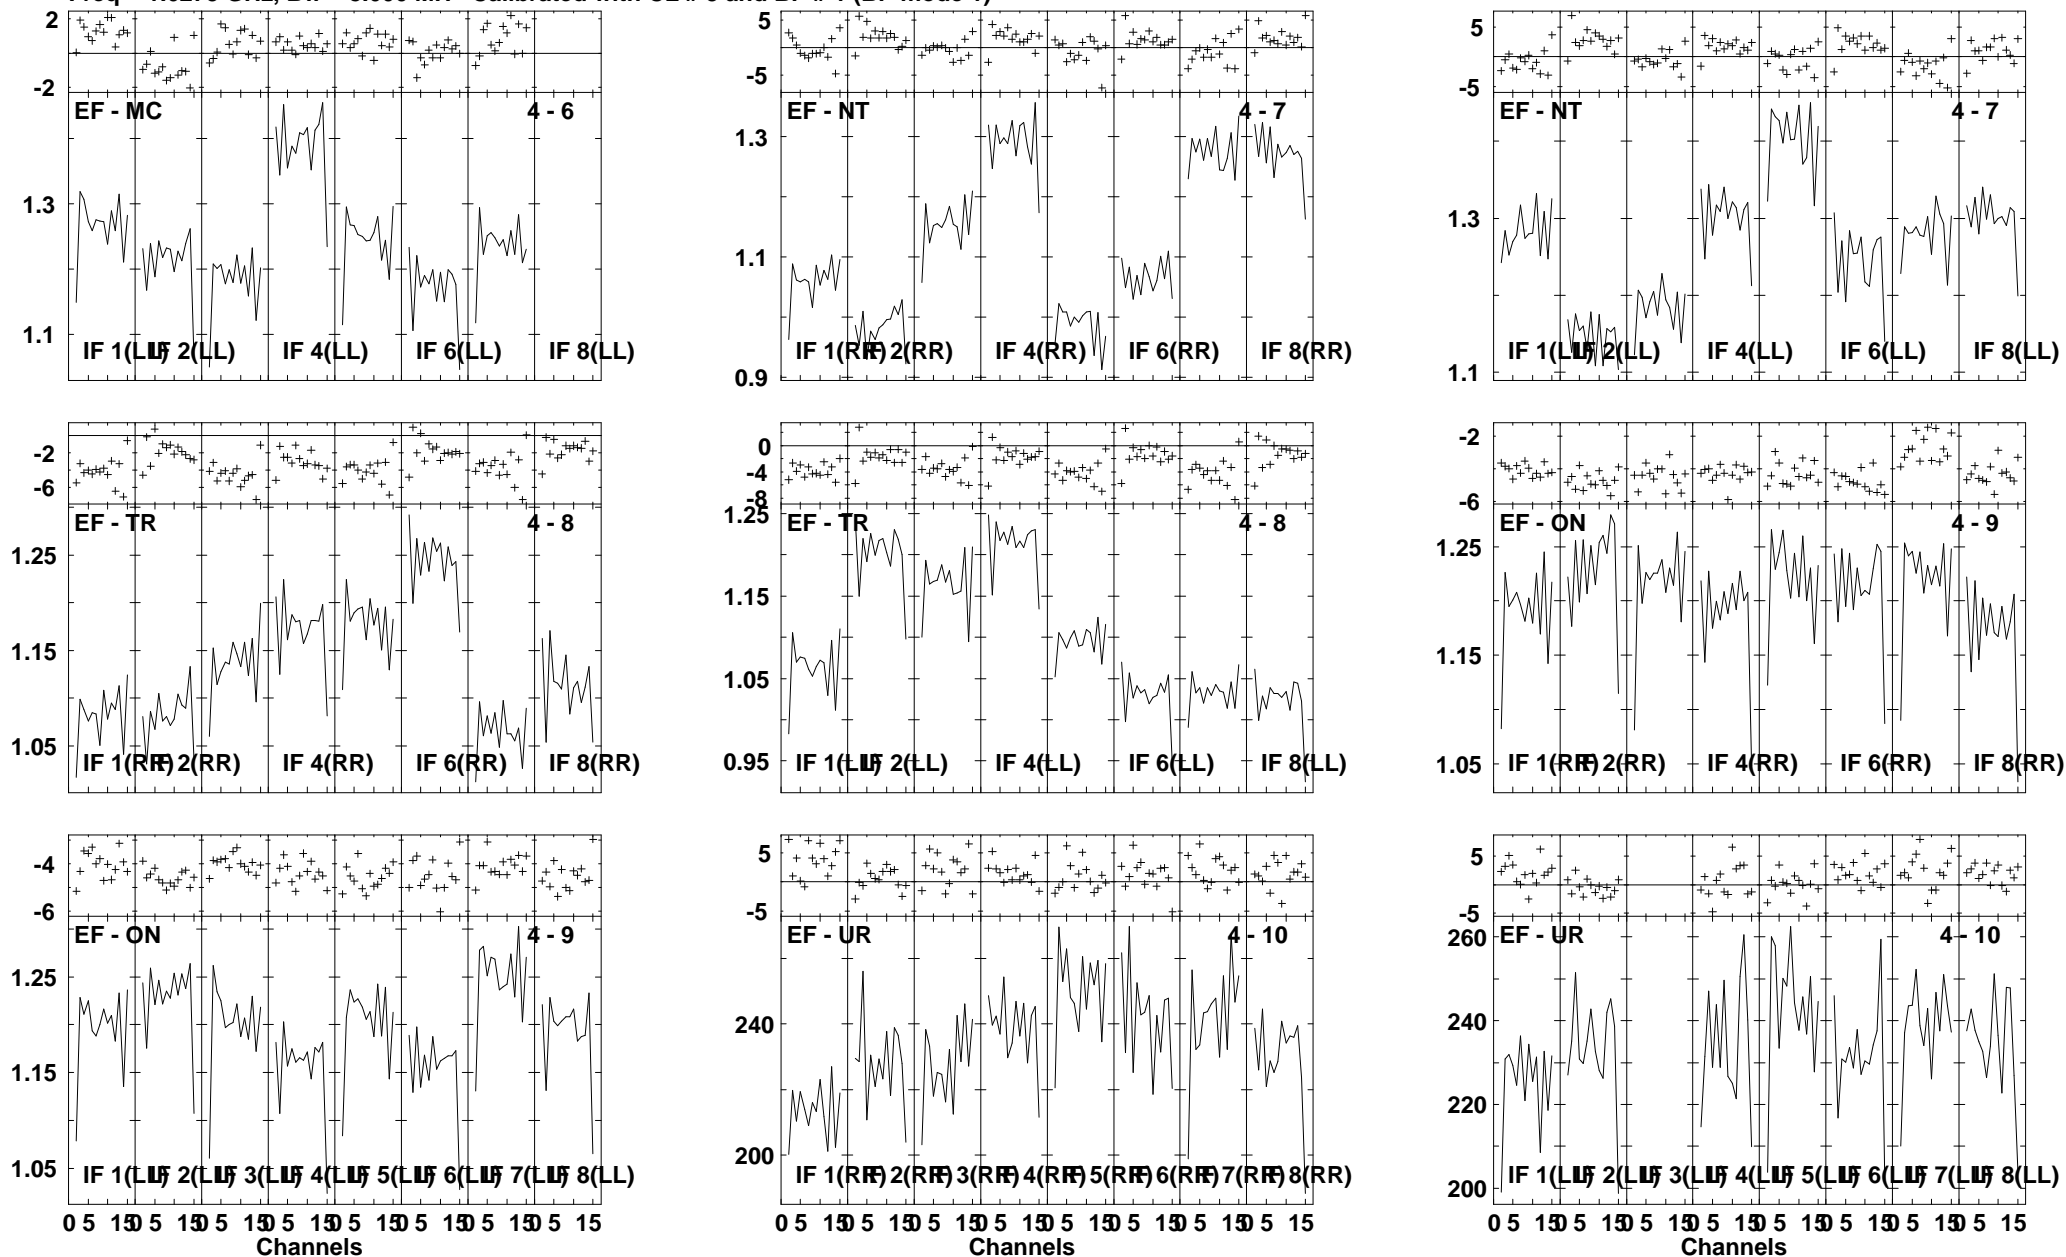 2
-2
EF - MC
4 - 6
1.3
1.1
IF 1(LL) IF 2(LL) IF 4(LL) IF 6(LL) IF 8(LL)
5
-5
EF - NT
4 - 7
1.3
1.1
0.9
IF 1(RR) IF 2(RR) IF 4(RR) IF 6(RR) IF 8(RR)
5
-5
EF - NT
4 - 7
1.3
1.1
IF 1(LL) IF 2(LL) IF 4(LL) IF 6(LL) IF 8(LL)
-2
-6
EF - TR
4 - 8
1.25
1.15
1.05
IF 1(RR) IF 2(RR) IF 4(RR) IF 6(RR) IF 8(RR)
0
-4
-8
EF - TR
4 - 8
1.25
1.15
1.05
0.95
IF 1(LL) IF 2(LL) IF 4(LL) IF 6(LL) IF 8(LL)
-2
-6
EF - ON
4 - 9
1.25
1.15
1.05
IF 1(RR) IF 2(RR) IF 4(RR) IF 6(RR) IF 8(RR)
-4
-6
EF - ON
4 - 9
1.25
1.15
1.05
IF 1(LL) IF 2(LL) IF 3(LL) IF 4(LL) IF 5(LL) IF 6(LL) IF 7(LL) IF 8(LL)
0 5 15 0 5 15 0 5 15 0 5 15 0 5 15 0 5 15 0 5 15 0 5 15
Channels
5
-5
EF - UR
4 - 10
240
200
IF 1(RR) IF 2(RR) IF 3(RR) IF 4(RR) IF 5(RR) IF 6(RR) IF 7(RR) IF 8(RR)
0 5 15 0 5 15 0 5 15 0 5 15 0 5 15 0 5 15 0 5 15 0 5 15
Channels
5
-5
EF - UR
4 - 10
260
240
220
200
IF 1(LL) IF 2(LL) IF 3(LL) IF 4(LL) IF 5(LL) IF 6(LL) IF 7(LL) IF 8(LL)
0 5 15 0 5 15 0 5 15 0 5 15 0 5 15 0 5 15 0 5 15 0 5 15
Channels